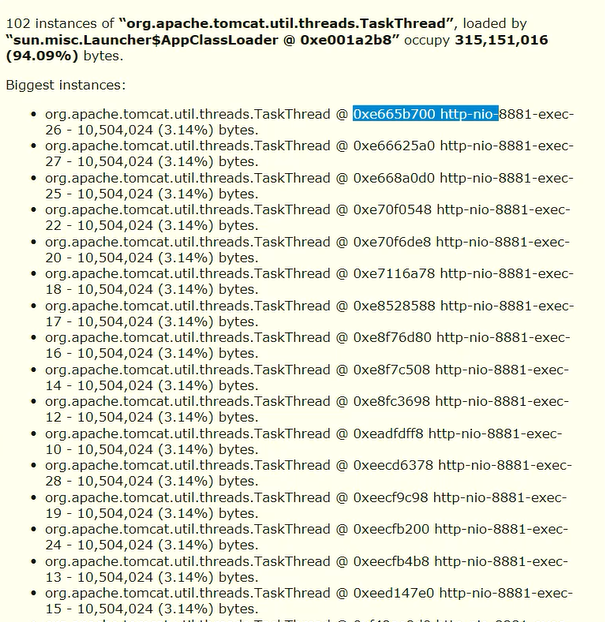 102 instances of “org.apache.tomcat.util.threads.TaskThread”, loaded by
“sun.misc.Launcher$AppClassLoader @ 0xe001a2b8” occupy 315,151,016
(94.09%) bytes.
Biggest instances:
• org.apache.tomcat.util.threads.TaskThread @ 0xe665b700 http-nio-8881-exec-
26 - 10,504,024 (3.14%) bytes.
• org.apache.tomcat.util.threads.TaskThread @ 0xe66625a0 http-nio-8881-exec-
27 - 10,504,024 (3.14%) bytes.
• org.apache.tomcat.util.threads.TaskThread @ 0xe668a0d0 http-nio-8881-exec-
25 - 10,504,024 (3.14%) bytes.
• org.apache.tomcat.util.threads.TaskThread @ 0xe70f0548 http-nio-8881-exec-
22 - 10,504,024 (3.14%) bytes.
• org.apache.tomcat.util.threads.TaskThread @ 0xe70f6de8 http-nio-8881-exec-
20 - 10,504,024 (3.14%) bytes.
• org.apache.tomcat.util.threads.TaskThread @ 0xe7116a78 http-nio-8881-exec-
18 - 10,504,024 (3.14%) bytes.
• org.apache.tomcat.util.threads.TaskThread @ 0xe8528588 http-nio-8881-exec-
17 - 10,504,024 (3.14%) bytes.
• org.apache.tomcat.util.threads.TaskThread @ 0xe8f76d80 http-nio-8881-exec-
16 - 10,504,024 (3.14%) bytes.
• org.apache.tomcat.util.threads.TaskThread @ 0xe8f7c508 http-nio-8881-exec-
14 - 10,504,024 (3.14%) bytes.
• org.apache.tomcat.util.threads.TaskThread @ 0xe8fc3698 http-nio-8881-exec-
12 - 10,504,024 (3.14%) bytes.
• org.apache.tomcat.util.threads.TaskThread @ 0xeadfdff8 http-nio-8881-exec-
10 - 10,504,024 (3.14%) bytes.
• org.apache.tomcat.util.threads.TaskThread @ 0xeecd6378 http-nio-8881-exec-
28 - 10,504,024 (3.14%) bytes.
• org.apache.tomcat.util.threads.TaskThread @ 0xeecf9c98 http-nio-8881-exec-
19 - 10,504,024 (3.14%) bytes.
• org.apache.tomcat.util.threads.TaskThread @ 0xeecfb200 http-nio-8881-exec-
24 - 10,504,024 (3.14%) bytes.
• org.apache.tomcat.util.threads.TaskThread @ 0xeecfb4b8 http-nio-8881-exec-
13 - 10,504,024 (3.14%) bytes.
• org.apache.tomcat.util.threads.TaskThread @ 0xeed147e0 http-nio-8881-exec-
15 - 10,504,024 (3.14%) bytes.